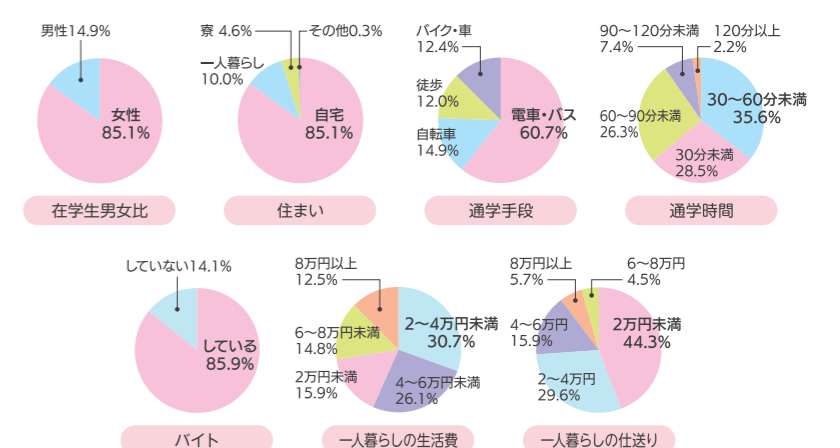 男性14.9%
女性
85.1%
在学生男女比
寮 4.6%
その他0.3%
一人暮らし
10.0%
自宅
85.1%
住まい
バイク・車
12.4%
徒歩
12.0%
自転車
14.9%
電車・バス
60.7%
通学手段
90〜120分未満
7.4%
120分以上
2.2%
30〜60分未満
35.6%
60〜90分未満
26.3%
30分未満
28.5%
通学時間
していない14.1%
している
85.9%
バイト
8万円以上
12.5%
2〜4万円未満
30.7%
6〜8万円未満
14.8%
2万円未満
15.9%
4〜6万円未満
26.1%
一人暮らしの生活費
8万円以上
5.7%
6〜8万円
4.5%
4〜6万円
15.9%
2万円未満
44.3%
2〜4万円
29.6%
一人暮らしの仕送り